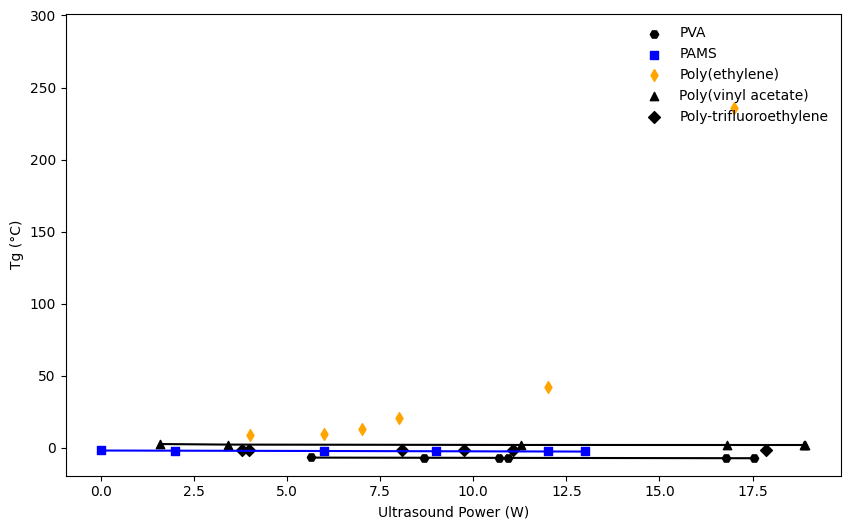 300
250
200
150
100
50
0
Tg (°C)
PVA
PAMS
Poly(ethylene)
Poly(vinyl acetate)
Poly-trifluoroethylene
0.0 2.5 5.0 7.5 10.0 12.5 15.0 17.5
Ultrasound Power (W)